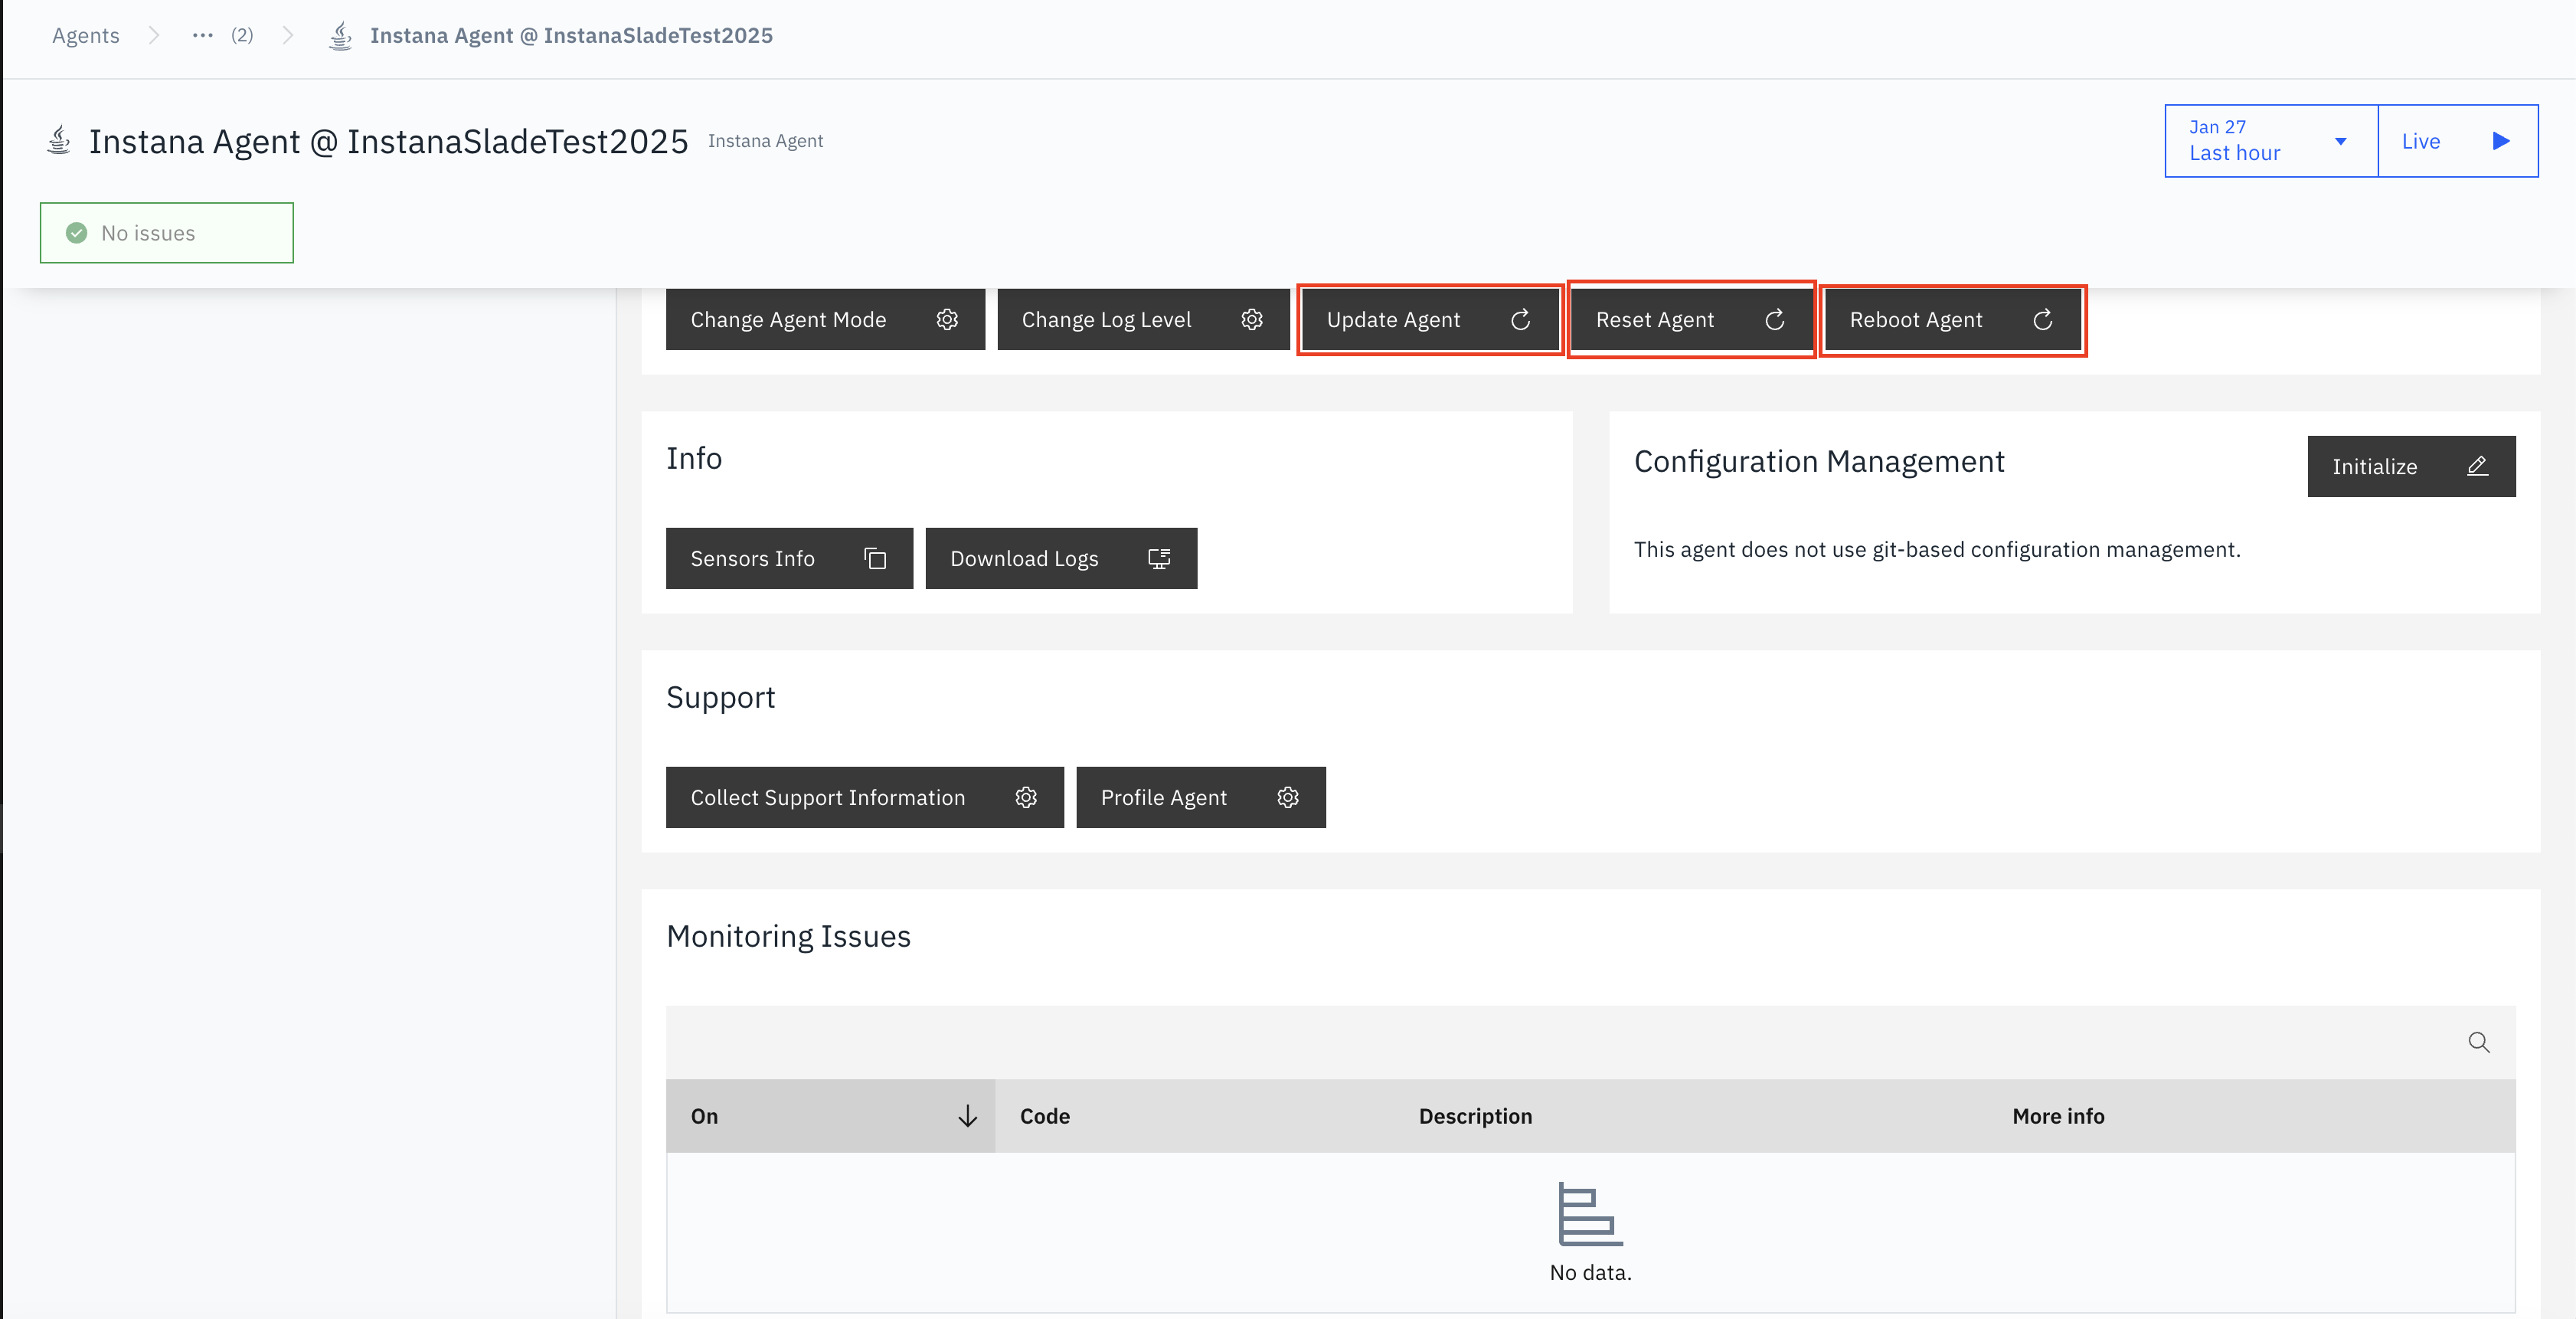 Agents ... (2) Instana Agent @ InstanaSladeTest2025
Instana Agent @ InstanaSladeTest2025 Instana Agent
Jan 27
Last hour
Live
No issues
Change Agent Mode Change Log Level Update Agent Reset Agent Reboot Agent
Info
Sensors Info Download Logs
Configuration Management
Initialize
This agent does not use git-based configuration management.
Support
Collect Support Information Profile Agent
Monitoring Issues
On Code Description More info
No data.